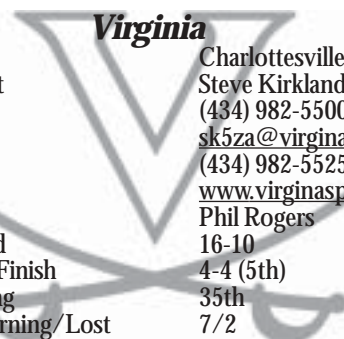 Virginia
Charlottesville
t Steve Kirkland
(434) 982-5500
sk5za@virgina
(434) 982-5525
www.virginasp
Phil Rogers
d 16-10
Finish 4-4 (5th)
ng 35th
rning/Lost 7/2